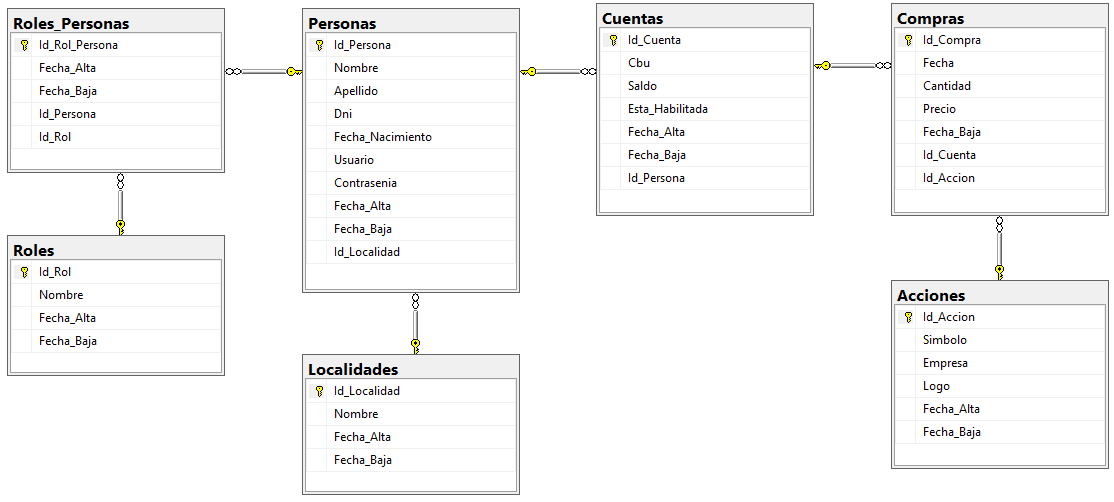 Roles_Personas
Id_Rol_Persona
Fecha_Alta
Fecha_Baja
Id_Persona
Id_Rol
Personas
Id_Persona
Nombre
Apellido
Dni
Fecha_Nacimiento
Usuario
Contrasenia
Fecha_Alta
Fecha_Baja
Id_Localidad
Cuentas
Id_Cuenta
Cbu
Saldo
Esta_Habilitada
Fecha_Alta
Fecha_Baja
Id_Persona
Compras
Id_Compra
Fecha
Cantidad
Precio
Fecha_Baja
Id_Cuenta
Id_Accion
Roles
Id_Rol
Nombre
Fecha_Alta
Fecha_Baja
Localidades
Id_Localidad
Nombre
Fecha_Alta
Fecha_Baja
Acciones
Id_Accion
Simbolo
Empresa
Logo
Fecha_Alta
Fecha_Baja